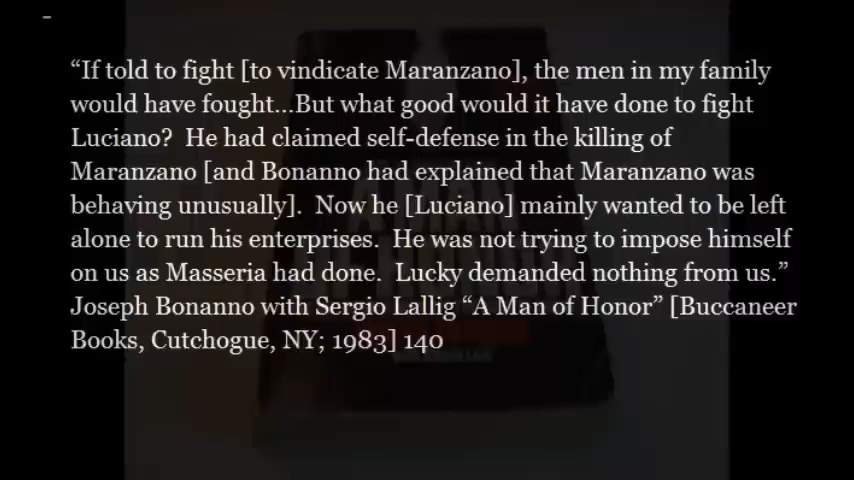 “If told to fight [to vindicate Maranzano], the men in my family
would have fought...But what good would it have done to fight
Luciano?  He had claimed self-defense in the killing of
Maranzano [and Bonanno had explained that Maranzano was
behaving unusually].  Now he [Luciano] mainly wanted to be left
alone to run his enterprises.  He was not trying to impose himself
on us as Masseria had done.  Lucky demanded nothing from us.”
Joseph Bonanno with Sergio Lallig “A Man of Honor” [Buccaneer
Books, Cutchogue, NY; 1983] 140